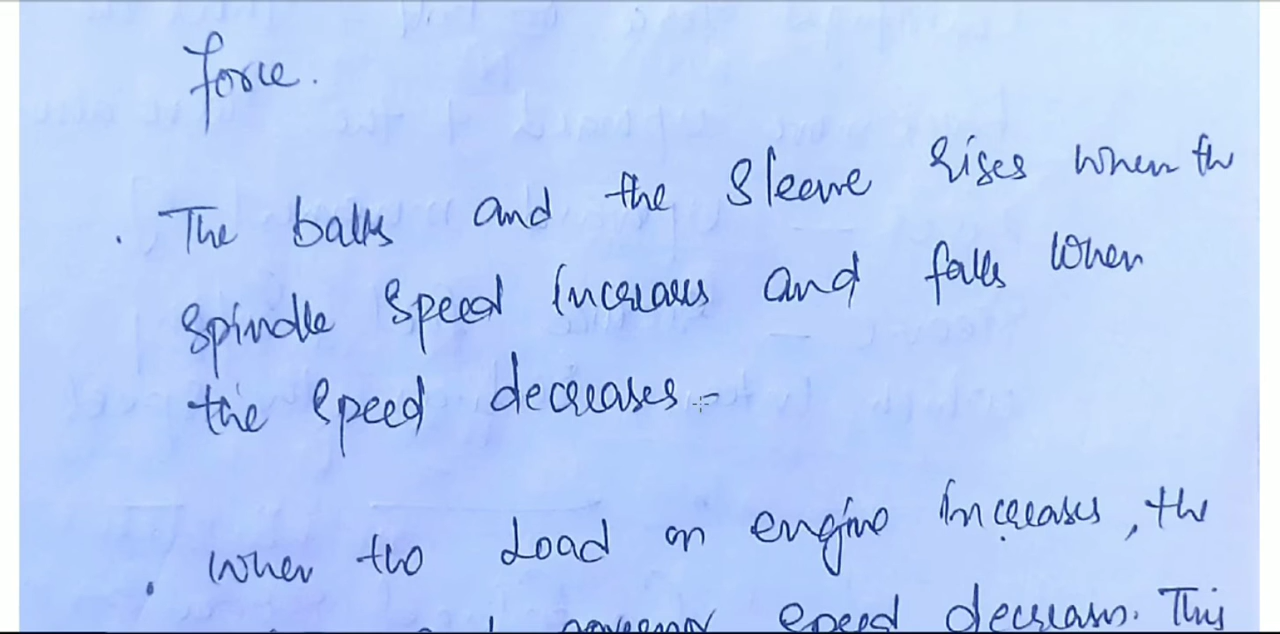 force.
. The balls and the Sleeve rises when the
spindle speed increases and falls when
the speed decreases.
. When the Load on engine increases, the
governor speed decreases. This